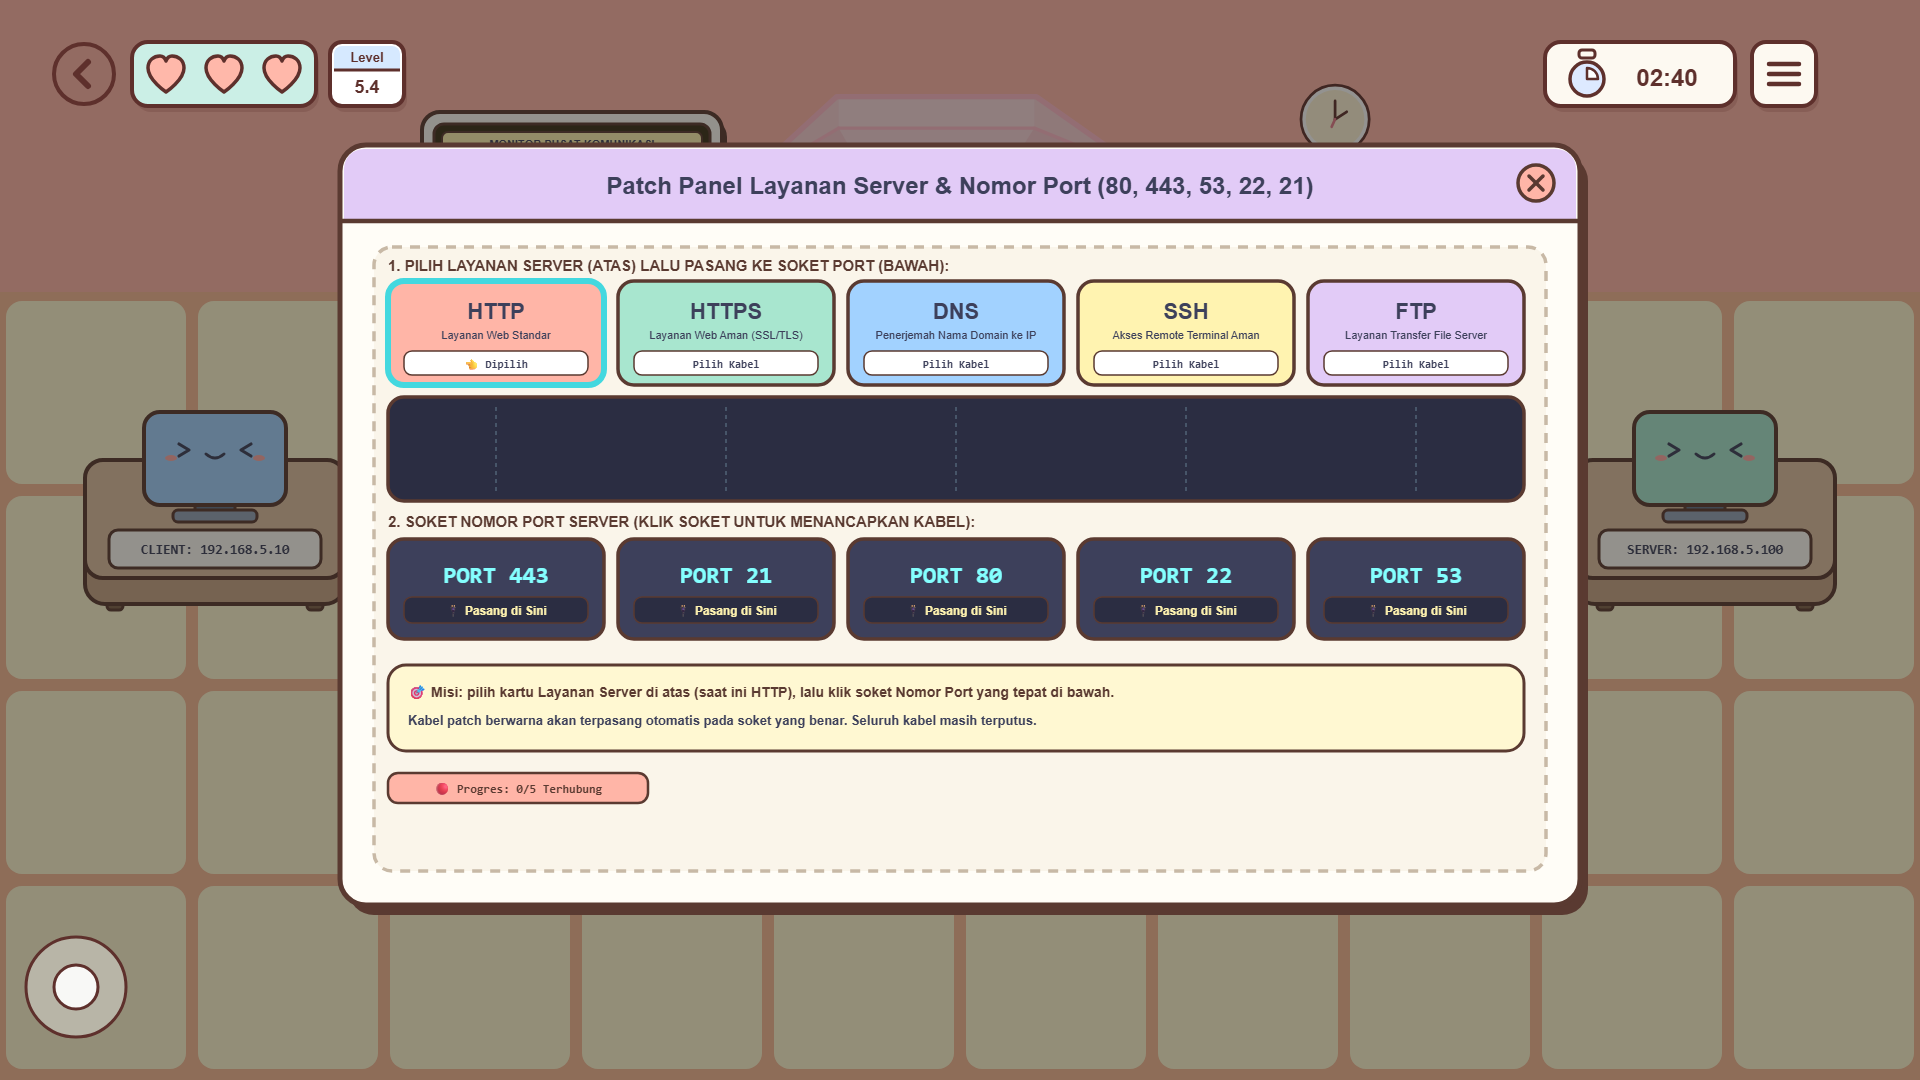 Level
5.4
02:40
MONITOR PUSAT KOMUNIKASI
Patch Panel Layanan Server & Nomor Port (80, 443, 53, 22, 21)
1. PILIH LAYANAN SERVER (ATAS) LALU PASANG KE SOKET PORT (BAWAH):
HTTP
Layanan Web Standar
Dipilih
HTTPS
Layanan Web Aman (SSL/TLS)
Pilih Kabel
DNS
Penerjemah Nama Domain ke IP
Pilih Kabel
SSH
Akses Remote Terminal Aman
Pilih Kabel
FTP
Layanan Transfer File Server
Pilih Kabel
CLIENT: 192.168.5.10
SERVER: 192.168.5.100
2. SOKET NOMOR PORT SERVER (KLIK SOKET UNTUK MENANCAPKAN KABEL):
PORT 443
Pasang di Sini
PORT 21
Pasang di Sini
PORT 80
Pasang di Sini
PORT 22
Pasang di Sini
PORT 53
Pasang di Sini
Misi: pilih kartu Layanan Server di atas (saat ini HTTP), lalu klik soket Nomor Port yang tepat di bawah.
Kabel patch berwarna akan terpasang otomatis pada soket yang benar. Seluruh kabel masih terputus.
Progres: 0/5 Terhubung